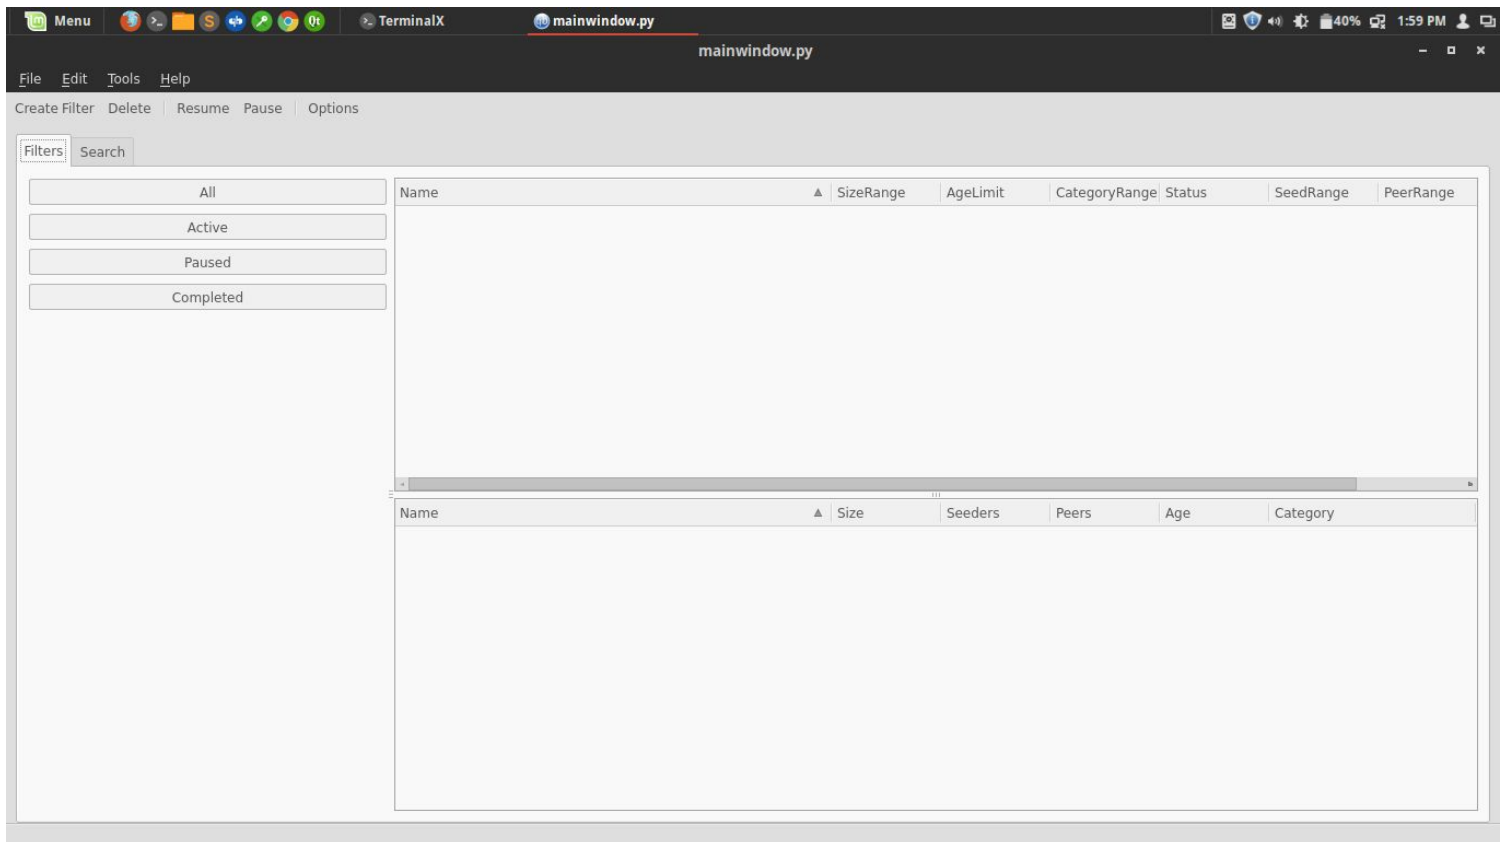 Menu TerminalX mainwindow.py 40% 1:59 PM
mainwindow.py
File Edit Tools Help
Create Filter Delete Resume Pause Options
Filters Search
All
Active
Paused
Completed
Name SizeRange AgeLimit CategoryRange Status SeedRange PeerRange
Name Size Seeders Peers Age Category